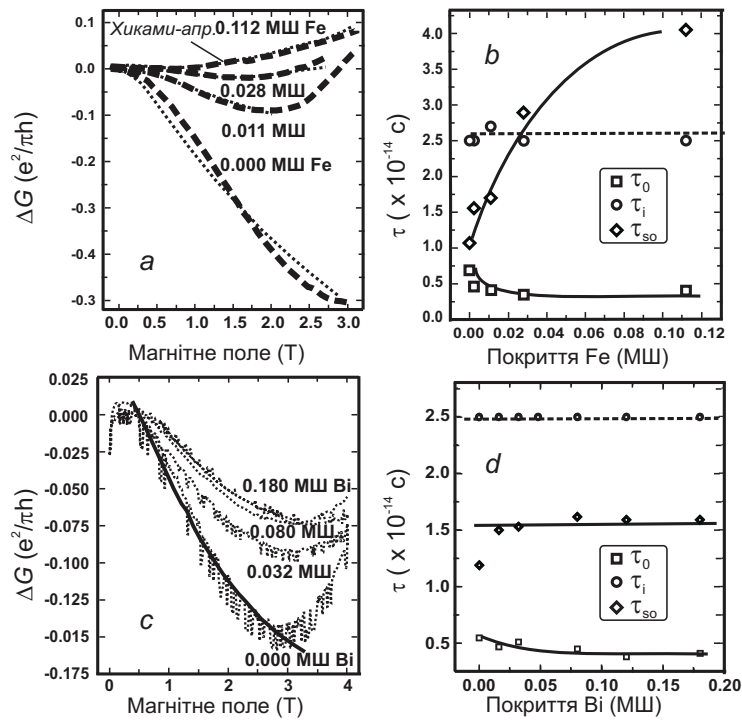 0.1
0.0
-0.1
-0.2
-0.3
-0.4
-0.3
ΔG (e²/πh)
Хиками-апр.
0.112 МШ Fe
0.028 МШ
0.011 МШ
0.000 МШ Fe
a
0.0 0.5 1.0 1.5 2.0 2.5 3.0
Магнітне поле (Т)
4.0
3.5
3.0
2.5
2.0
1.5
1.0
0.5
0.0
τ ( x 10⁻¹⁴ c)
b
τ₀
τᵢ
τso
0.00 0.02 0.04 0.06 0.08 0.10 0.12
Покриття Fe (МШ)
0.025
0.000
-0.025
-0.050
-0.075
-0.100
-0.125
-0.015
-0.175
ΔG (e²/πh)
0.180 МШ Bi
0.080 МШ
0.032 МШ
0.000 МШ Bi
c
0 1 2 3 4
Магнітне поле (Т)
2.5
2.0
1.5
1.0
0.5
τ ( x 10⁻¹⁴ c)
d
τ₀
τᵢ
τso
0.00 0.05 0.10 0.15 0.20
Покриття Bi (МШ)